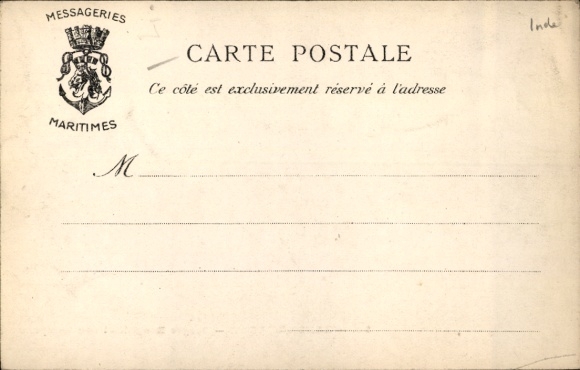 MESSAGERIES
MARITIMES
Inde
CARTE POSTALE
Ce côté est exclusivement réservé à l'adresse
M